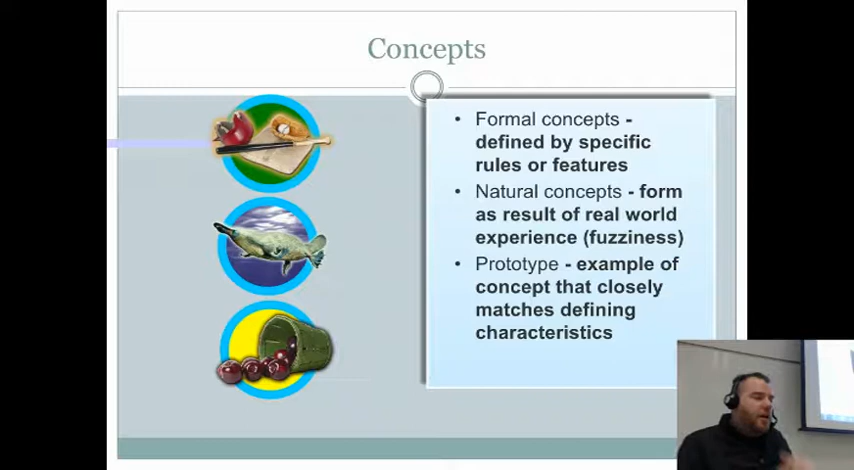 Concepts
• Formal concepts -
defined by specific
rules or features
• Natural concepts - form
as result of real world
experience (fuzziness)
• Prototype - example of
concept that closely
matches defining
characteristics